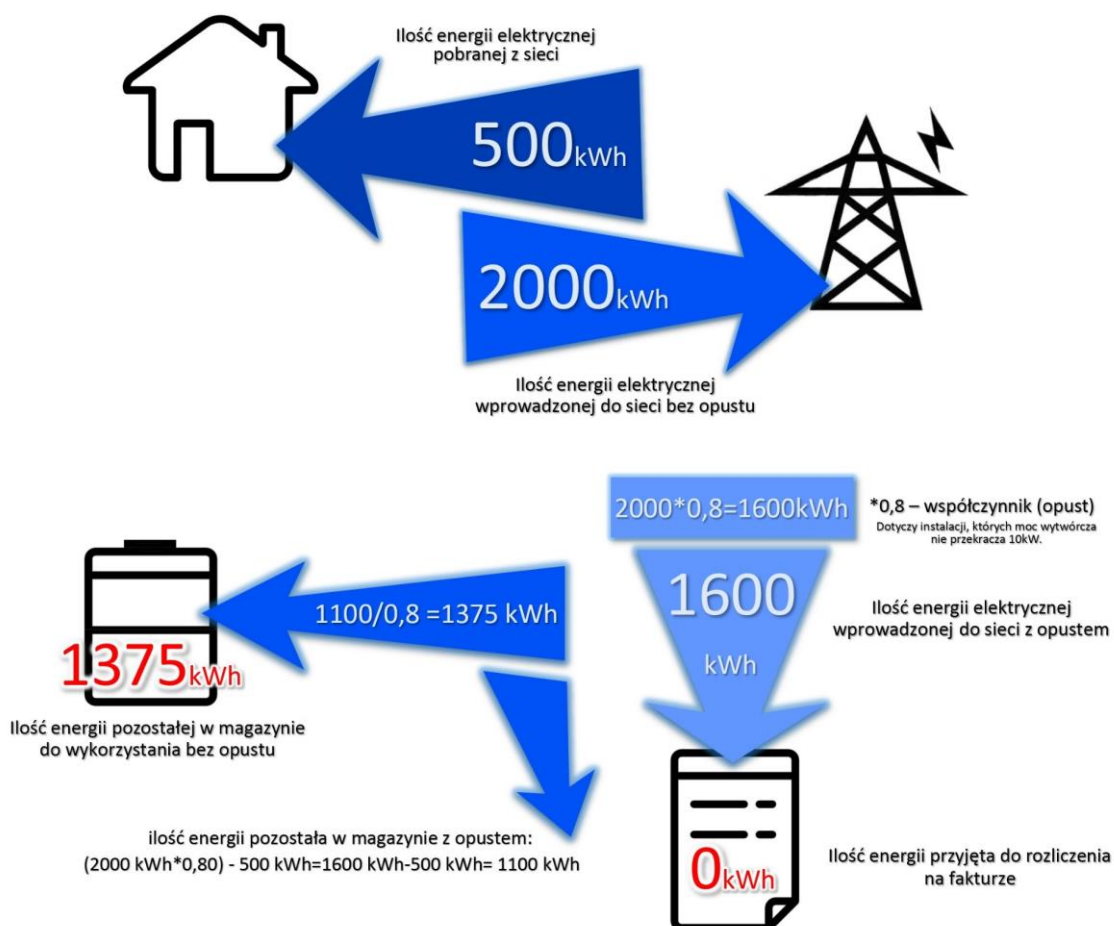 Ilość energii elektrycznej
pobranej z sieci
500kWh
2000kWh
Ilość energii elektrycznej
wprowadzonej do sieci bez opustu
2000*0,8=1600kWh
*0,8 – współczynnik (opust)
Dotyczy instalacji, których moc wytwórcza
nie przekracza 10kW.
1600
kWh
Ilość energii elektrycznej
wprowadzonej do sieci z opustem
1100/0,8 =1375 kWh
1375kWh
Ilość energii pozostałej w magazynie
do wykorzystania bez opustu
ilość energii pozostała w magazynie z opustem:
(2000 kWh*0,80) - 500 kWh=1600 kWh-500 kWh= 1100 kWh
0kWh
Ilość energii przyjęta do rozliczenia
na fakturze